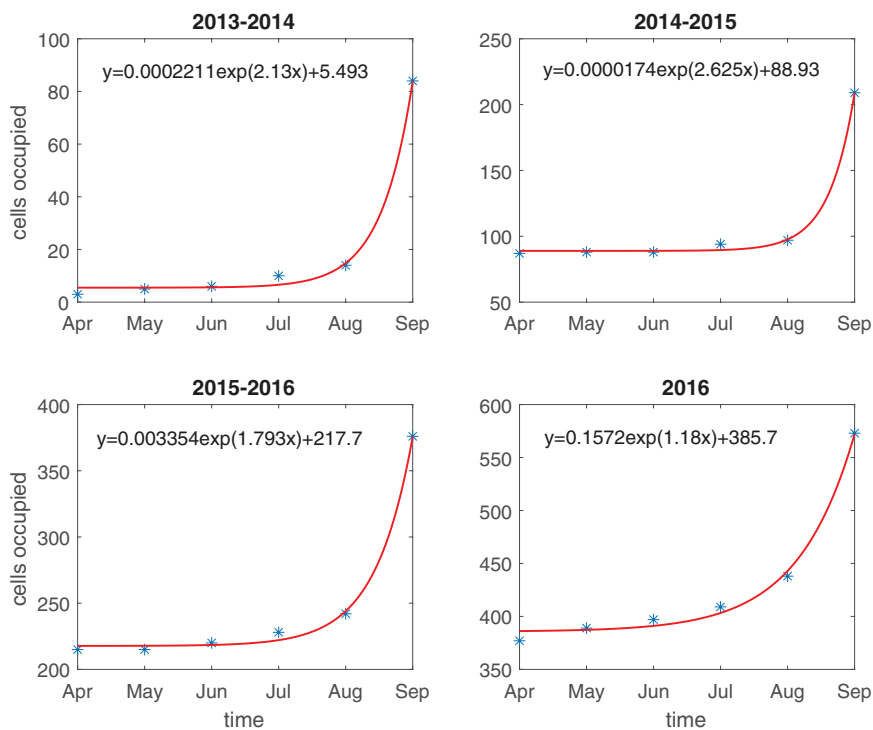 2013-2014
y=0.0002211exp(2.13x)+5.493
cells occupied
100
80
60
40
20
0
Apr May Jun Jul Aug Sep
2014-2015
y=0.0000174exp(2.625x)+88.93
250
200
150
100
50
Apr May Jun Jul Aug Sep
2015-2016
y=0.003354exp(1.793x)+217.7
cells occupied
400
350
300
250
200
Apr May Jun Jul Aug Sep
time
2016
y=0.1572exp(1.18x)+385.7
600
550
500
450
400
350
Apr May Jun Jul Aug Sep
time